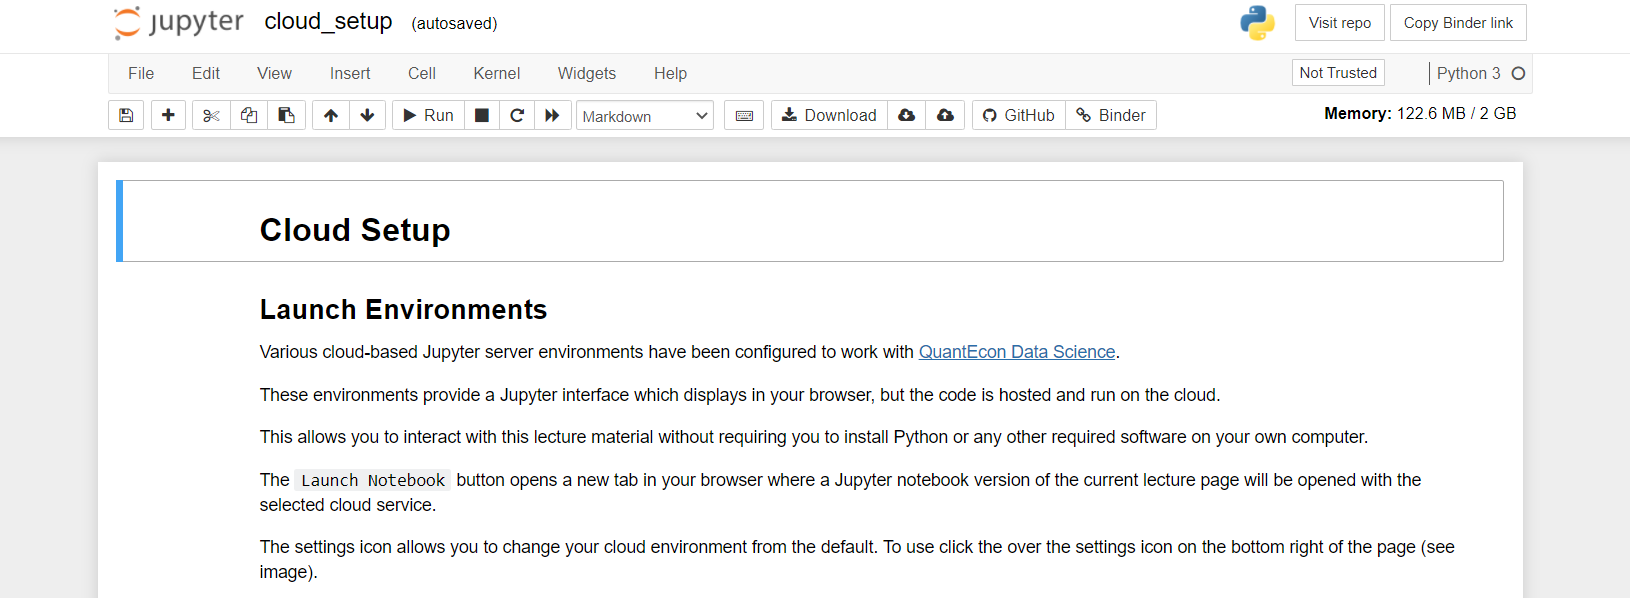 jupyter cloud_setup (autosaved) Visit repo Copy Binder link
File Edit View Insert Cell Kernel Widgets Help Not Trusted Python 3
Run Markdown Download GitHub Binder Memory: 122.6 MB / 2 GB
Cloud Setup
Launch Environments
Various cloud-based Jupyter server environments have been configured to work with QuantEcon Data Science.
These environments provide a Jupyter interface which displays in your browser, but the code is hosted and run on the cloud.
This allows you to interact with this lecture material without requiring you to install Python or any other required software on your own computer.
The Launch Notebook button opens a new tab in your browser where a Jupyter notebook version of the current lecture page will be opened with the
selected cloud service.
The settings icon allows you to change your cloud environment from the default. To use click the over the settings icon on the bottom right of the page (see
image).